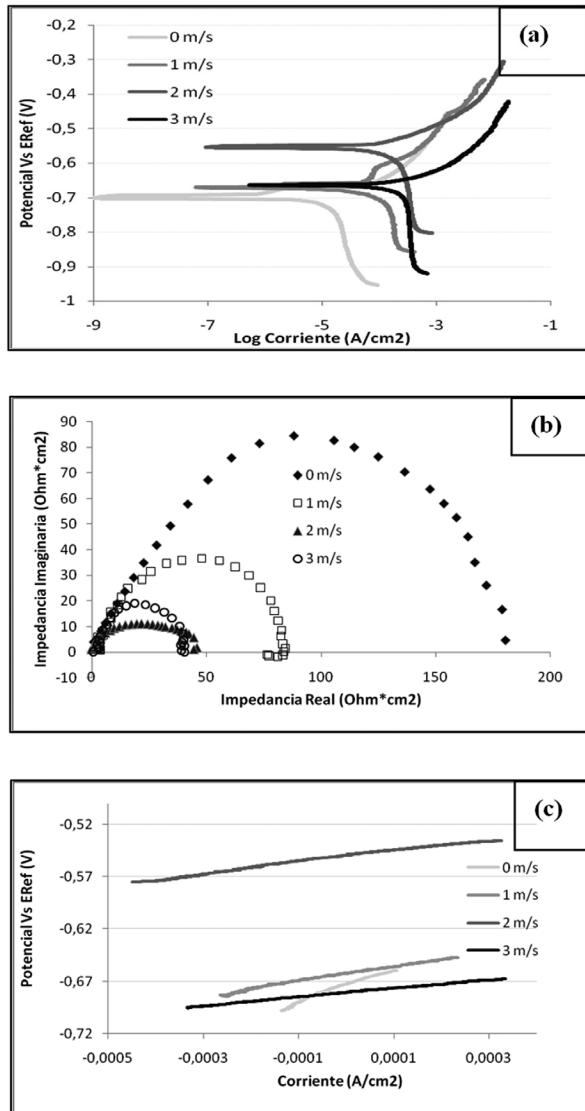 (a)
Potencial Vs ERef (V)
-0,2
-0,3
-0,4
-0,5
-0,6
-0,7
-0,8
-0,9
-1
0 m/s
1 m/s
2 m/s
3 m/s
-9
-7
-5
-3
-1
Log Corriente (A/cm2)
(b)
Impedancia Imaginaria (Ohm*cm2)
90
80
70
60
50
40
30
20
10
0
-10
0 m/s
1 m/s
2 m/s
3 m/s
0
50
100
150
200
Impedancia Real (Ohm*cm2)
(c)
Potencial Vs ERef (V)
-0,52
-0,57
-0,62
-0,67
-0,72
0 m/s
1 m/s
2 m/s
3 m/s
-0,0005
-0,0003
-0,0001
0,0001
0,0003
Corriente (A/cm2)